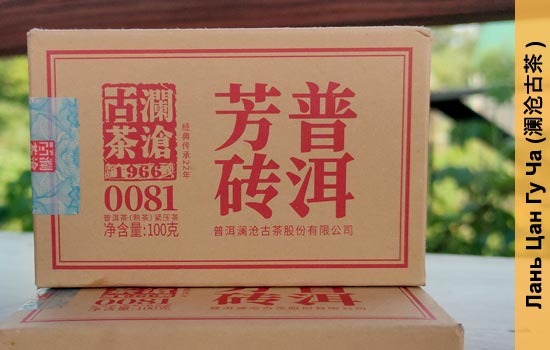 普洱
芳砖
瀾滄
古茶
1966
经典传承22年
0081
普洱茶(熟茶) 紧压茶
净含量:100克
普洱澜沧古茶股份有限公司
Лань Цан Гу Ча (澜沧古茶 )